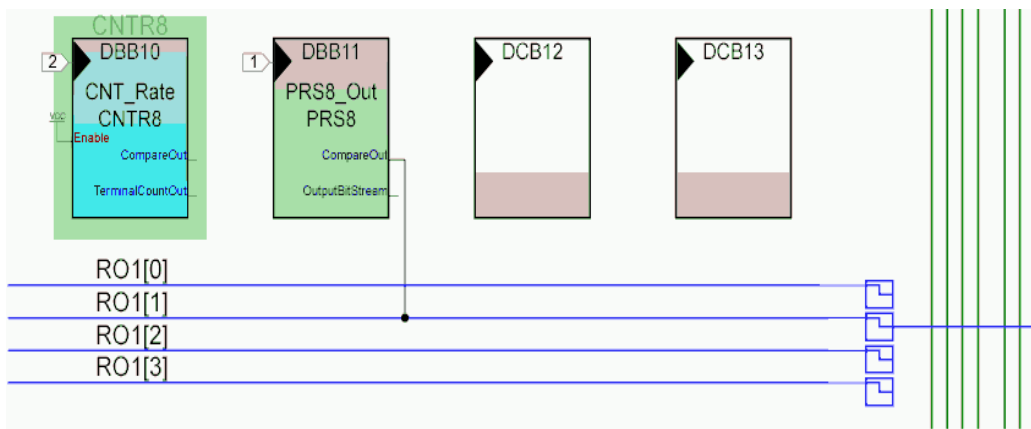 CNTR8
DBB10
2
CNT_Rate
CNTR8
VCC
Enable
CompareOut
TerminalCountOut
DBB11
1
PRS8_Out
PRS8
CompareOut
OutputBitStream
DCB12
DCB13
RO1[0]
RO1[1]
RO1[2]
RO1[3]